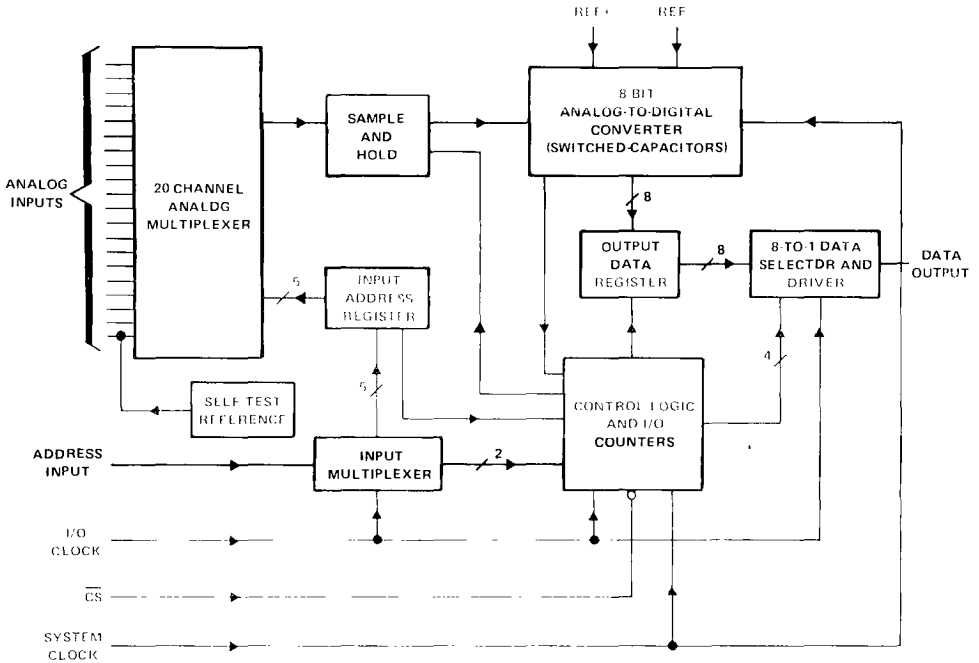 REF+ REF
8 BIT
ANALOG-TO-DIGITAL
CONVERTER
(SWITCHED-CAPACITORS)
SAMPLE
AND
HOLD
ANALOG
INPUTS
20 CHANNEL
ANALOG
MULTIPLEXER
8
OUTPUT
DATA
REGISTER
8
8-TO-1 DATA
SELECTOR AND
DRIVER
DATA
OUTPUT
5
INPUT
ADDRESS
REGISTER
4
5
SELF TEST
REFERENCE
CONTROL LOGIC
AND I/O
COUNTERS
ADDRESS
INPUT
INPUT
MULTIPLEXER
2
I/O
CLOCK
CS
SYSTEM
CLOCK